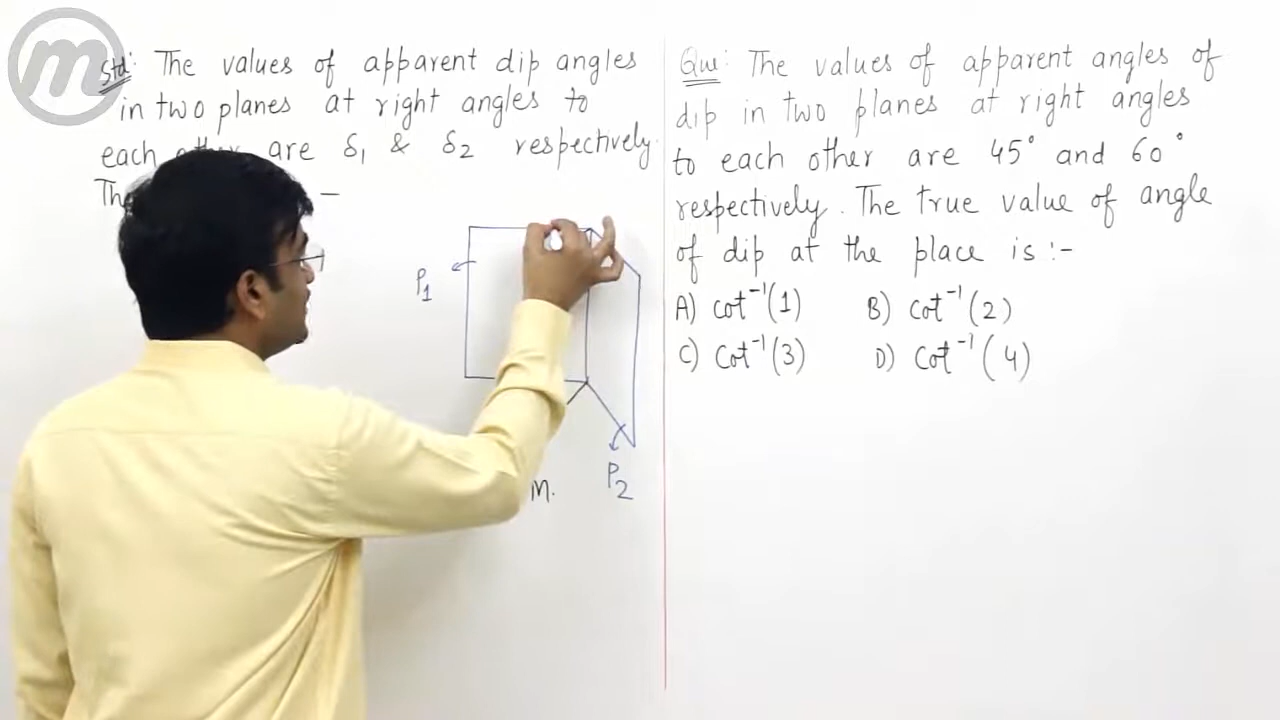 Std: The values of apparent dip angles
in two planes at right angles to
each other are δ₁ & δ₂ respectively.
—
P₁
P₂
M.
Que: The values of apparent angles of
dip in two planes at right angles
to each other are 45° and 60°
respectively. The true value of angle
of dip at the place is :-
A) cot⁻¹(1) B) cot⁻¹(2)
C) cot⁻¹(3) D) cot⁻¹(4)
m